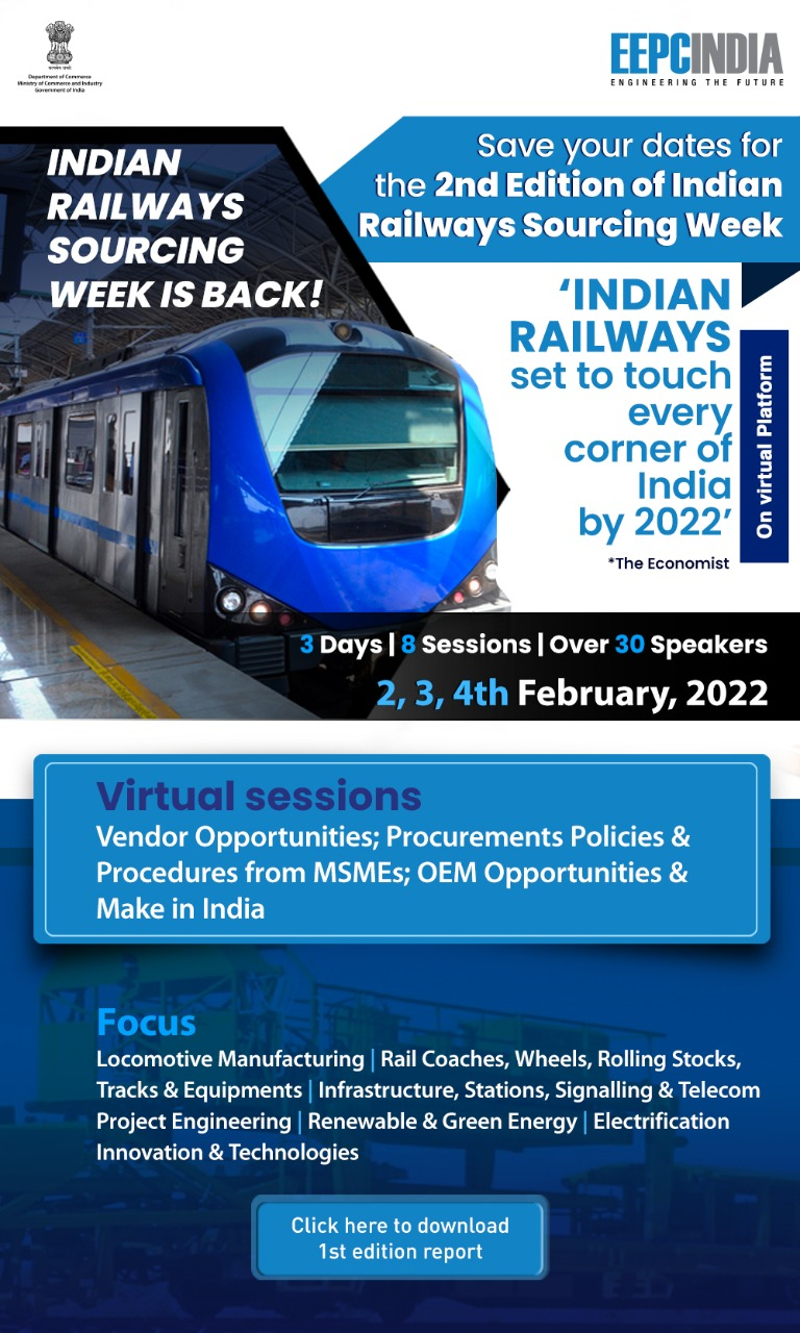 सत्यमेव जयते
Department of Commerce
Ministry of Commerce and Industry
Government of India
EEPCINDIA
ENGINEERING THE FUTURE
INDIAN
RAILWAYS
SOURCING
WEEK IS BACK!
Save your dates for
the 2nd Edition of Indian
Railways Sourcing Week
‘INDIAN
RAILWAYS
set to touch
every
corner of
India
by 2022’
*The Economist
On virtual Platform
3 Days | 8 Sessions | Over 30 Speakers
2, 3, 4th February, 2022
Virtual sessions
Vendor Opportunities; Procurements Policies &
Procedures from MSMEs; OEM Opportunities &
Make in India
Focus
Locomotive Manufacturing | Rail Coaches, Wheels, Rolling Stocks,
Tracks & Equipments | Infrastructure, Stations, Signalling & Telecom
Project Engineering | Renewable & Green Energy | Electrification
Innovation & Technologies
Click here to download
1st edition report